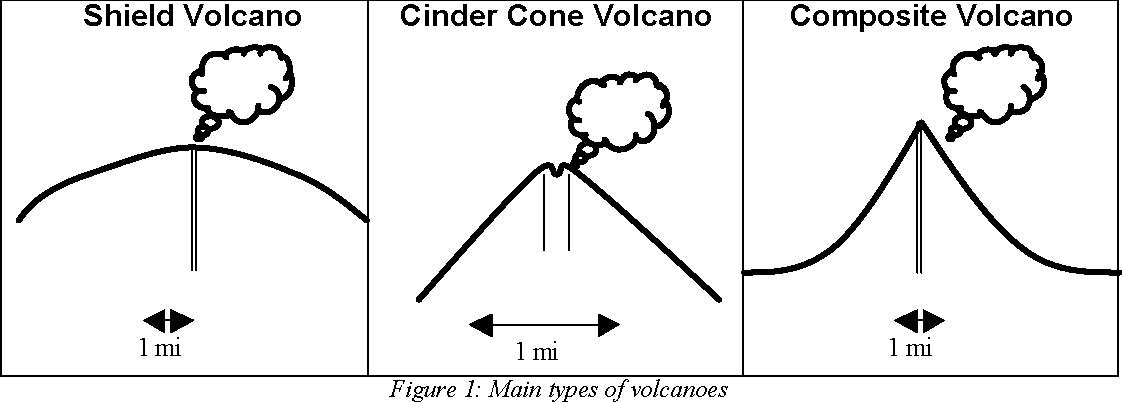 Shield Volcano
Cinder Cone Volcano
Composite Volcano
1 mi
1 mi
1 mi
Figure 1: Main types of volcanoes